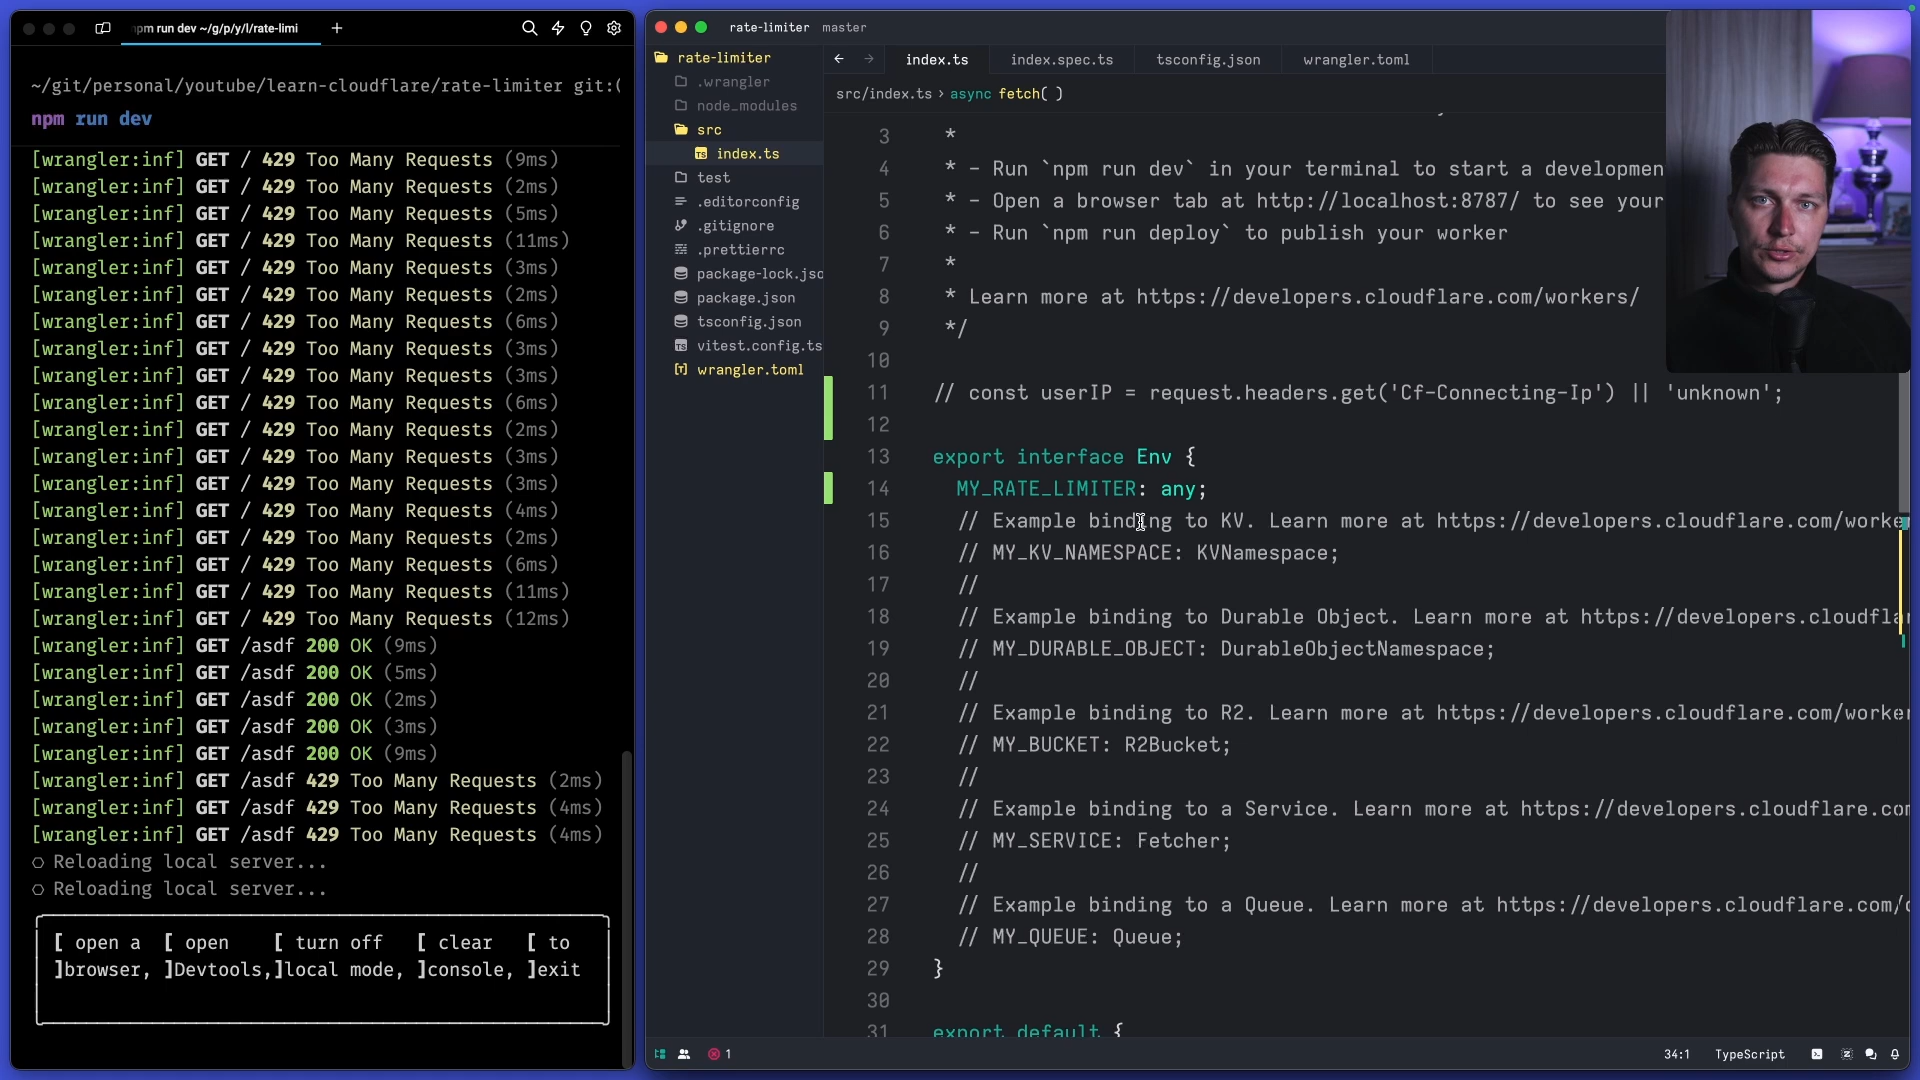 npm run dev ~/g/p/y/l/rate-limi
~/git/personal/youtube/learn-cloudflare/rate-limiter git:(
npm run dev
[wrangler:inf] GET / 429 Too Many Requests (9ms)
[wrangler:inf] GET / 429 Too Many Requests (2ms)
[wrangler:inf] GET / 429 Too Many Requests (5ms)
[wrangler:inf] GET / 429 Too Many Requests (11ms)
[wrangler:inf] GET / 429 Too Many Requests (3ms)
[wrangler:inf] GET / 429 Too Many Requests (2ms)
[wrangler:inf] GET / 429 Too Many Requests (6ms)
[wrangler:inf] GET / 429 Too Many Requests (3ms)
[wrangler:inf] GET / 429 Too Many Requests (3ms)
[wrangler:inf] GET / 429 Too Many Requests (6ms)
[wrangler:inf] GET / 429 Too Many Requests (2ms)
[wrangler:inf] GET / 429 Too Many Requests (3ms)
[wrangler:inf] GET / 429 Too Many Requests (3ms)
[wrangler:inf] GET / 429 Too Many Requests (4ms)
[wrangler:inf] GET / 429 Too Many Requests (2ms)
[wrangler:inf] GET / 429 Too Many Requests (6ms)
[wrangler:inf] GET / 429 Too Many Requests (11ms)
[wrangler:inf] GET / 429 Too Many Requests (12ms)
[wrangler:inf] GET /asdf 200 OK (9ms)
[wrangler:inf] GET /asdf 200 OK (5ms)
[wrangler:inf] GET /asdf 200 OK (2ms)
[wrangler:inf] GET /asdf 200 OK (3ms)
[wrangler:inf] GET /asdf 200 OK (9ms)
[wrangler:inf] GET /asdf 429 Too Many Requests (2ms)
[wrangler:inf] GET /asdf 429 Too Many Requests (4ms)
[wrangler:inf] GET /asdf 429 Too Many Requests (4ms)
Reloading local server...
Reloading local server...
[ open a [ open [ turn off [ clear [ to
]browser, ]Devtools, ]local mode, ]console, ]exit
rate-limiter master
rate-limiter
.wrangler
node_modules
src
index.ts
test
.editorconfig
.gitignore
.prettierrc
package-lock.jso
package.json
tsconfig.json
vitest.config.ts
wrangler.toml
index.ts index.spec.ts tsconfig.json wrangler.toml
src/index.ts › async fetch( )
3 *
4 * - Run `npm run dev` in your terminal to start a developmen
5 * - Open a browser tab at http://localhost:8787/ to see your
6 * - Run `npm run deploy` to publish your worker
7 *
8 * Learn more at https://developers.cloudflare.com/workers/
9 */
10
11 // const userIP = request.headers.get('Cf-Connecting-Ip') || 'unknown';
12
13 export interface Env {
14 MY_RATE_LIMITER: any;
15 // Example binding to KV. Learn more at https://developers.cloudflare.com/worke
16 // MY_KV_NAMESPACE: KVNamespace;
17 //
18 // Example binding to Durable Object. Learn more at https://developers.cloudfla
19 // MY_DURABLE_OBJECT: DurableObjectNamespace;
20 //
21 // Example binding to R2. Learn more at https://developers.cloudflare.com/worke
22 // MY_BUCKET: R2Bucket;
23 //
24 // Example binding to a Service. Learn more at https://developers.cloudflare.co
25 // MY_SERVICE: Fetcher;
26 //
27 // Example binding to a Queue. Learn more at https://developers.cloudflare.com/
28 // MY_QUEUE: Queue;
29 }
30
31 export default {
1 34:1 TypeScript